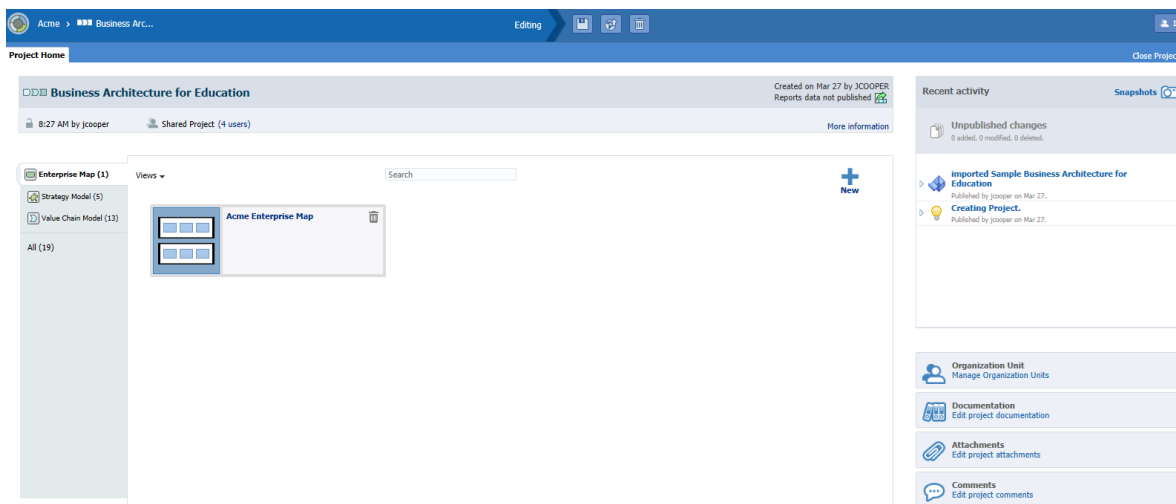 Acme > Business Arc...
Editing
Project Home
Close Projec
Business Architecture for Education
Created on Mar 27 by JCOOPER
Reports data not published
8:27 AM by jcooper
Shared Project (4 users)
More information
Enterprise Map (1)
Strategy Model (5)
Value Chain Model (13)
All (19)
Views
Search
New
Acme Enterprise Map
Recent activity
Snapshots
Unpublished changes
0 added, 0 modified, 0 deleted.
imported Sample Business Architecture for
Education
Published by jcooper on Mar 27.
Creating Project.
Published by jcooper on Mar 27.
Organization Unit
Manage Organization Units
Documentation
Edit project documentation
Attachments
Edit project attachments
Comments
Edit project comments